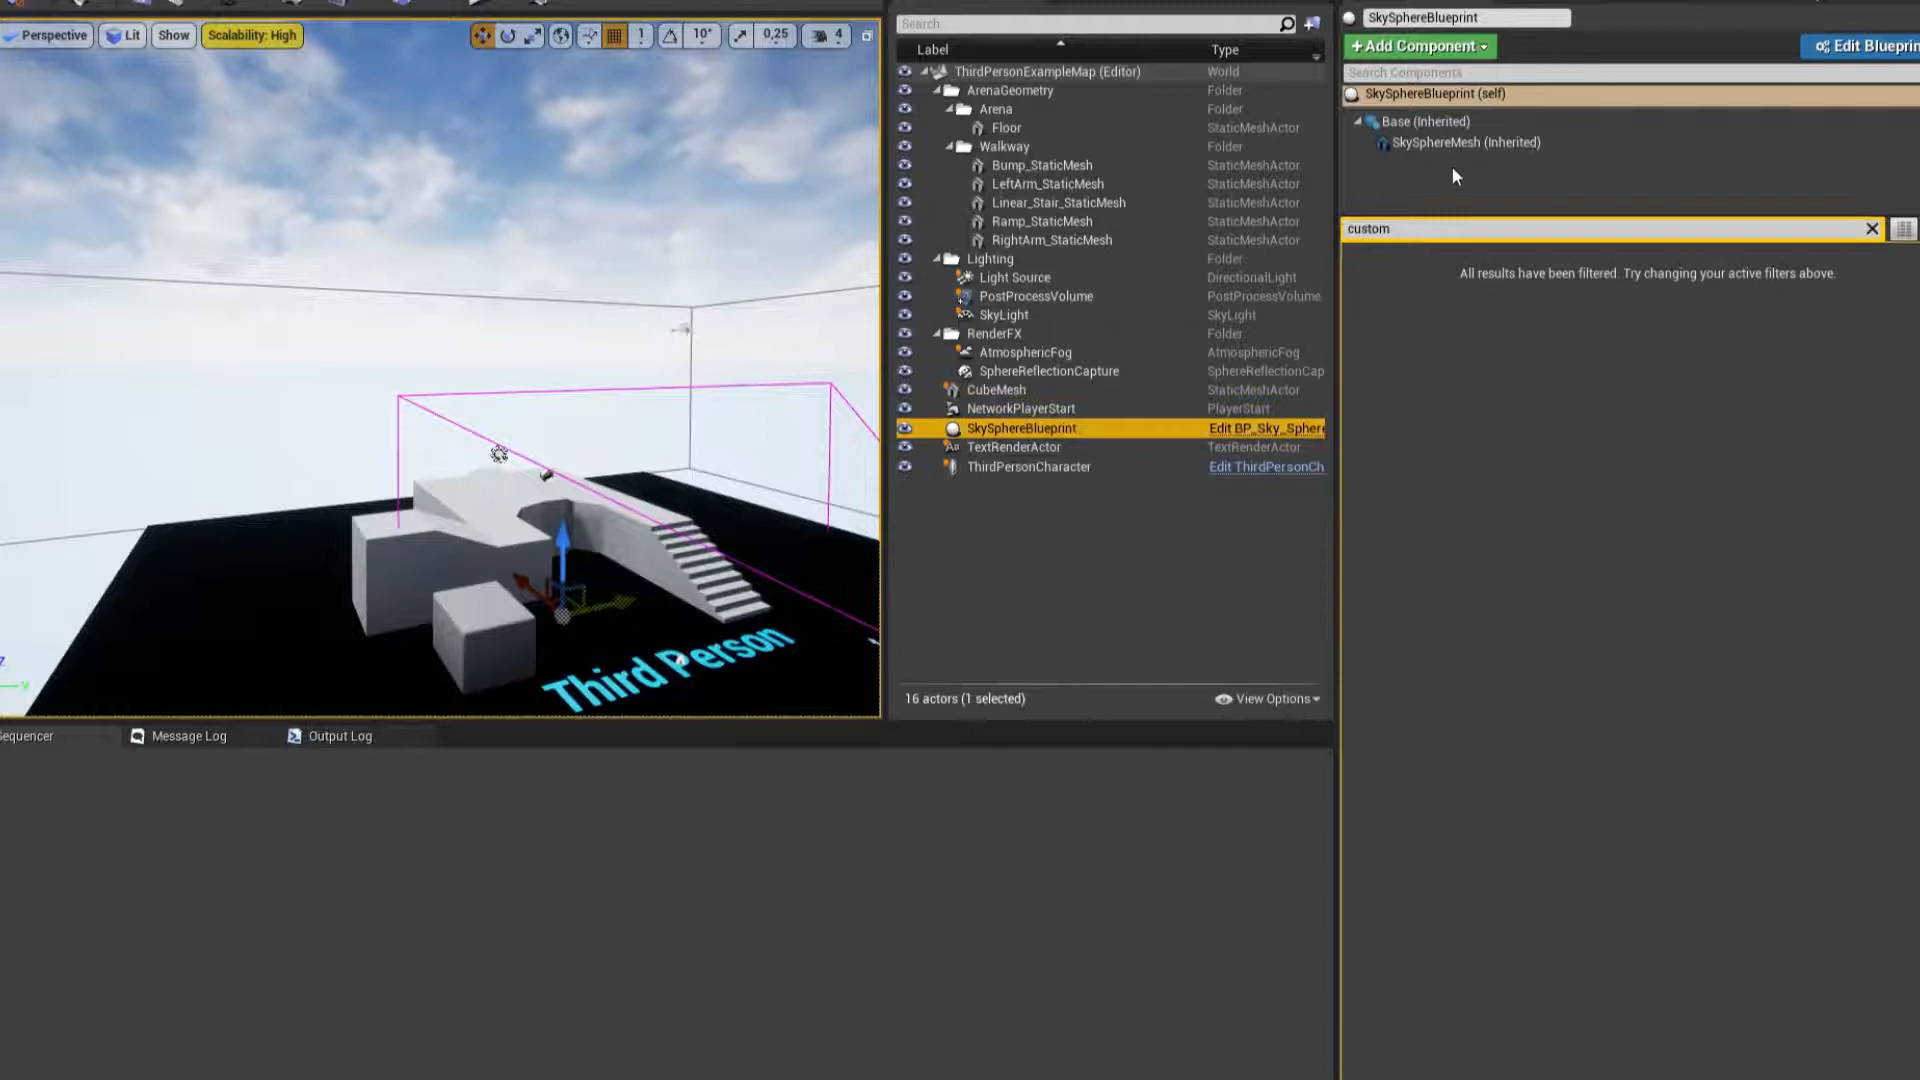 Perspective
Lit
Show
Scalability: High
1
10°
0,25
4
Third Person
Z
Y
Search
Label Type
ThirdPersonExampleMap (Editor) World
ArenaGeometry Folder
Arena Folder
Floor StaticMeshActor
Walkway Folder
Bump_StaticMesh StaticMeshActor
LeftArm_StaticMesh StaticMeshActor
Linear_Stair_StaticMesh StaticMeshActor
Ramp_StaticMesh StaticMeshActor
RightArm_StaticMesh StaticMeshActor
Lighting Folder
Light Source DirectionalLight
PostProcessVolume PostProcessVolume
SkyLight SkyLight
RenderFX Folder
AtmosphericFog AtmosphericFog
SphereReflectionCapture SphereReflectionCap
CubeMesh StaticMeshActor
NetworkPlayerStart PlayerStart
SkySphereBlueprint Edit BP_Sky_Sphere
TextRenderActor TextRenderActor
ThirdPersonCharacter Edit ThirdPersonCh
16 actors (1 selected)
View Options
SkySphereBlueprint
+ Add Component
Edit Blueprin
Search Components
SkySphereBlueprint (self)
Base (Inherited)
SkySphereMesh (Inherited)
custom
All results have been filtered. Try changing your active filters above.
Sequencer
Message Log
Output Log